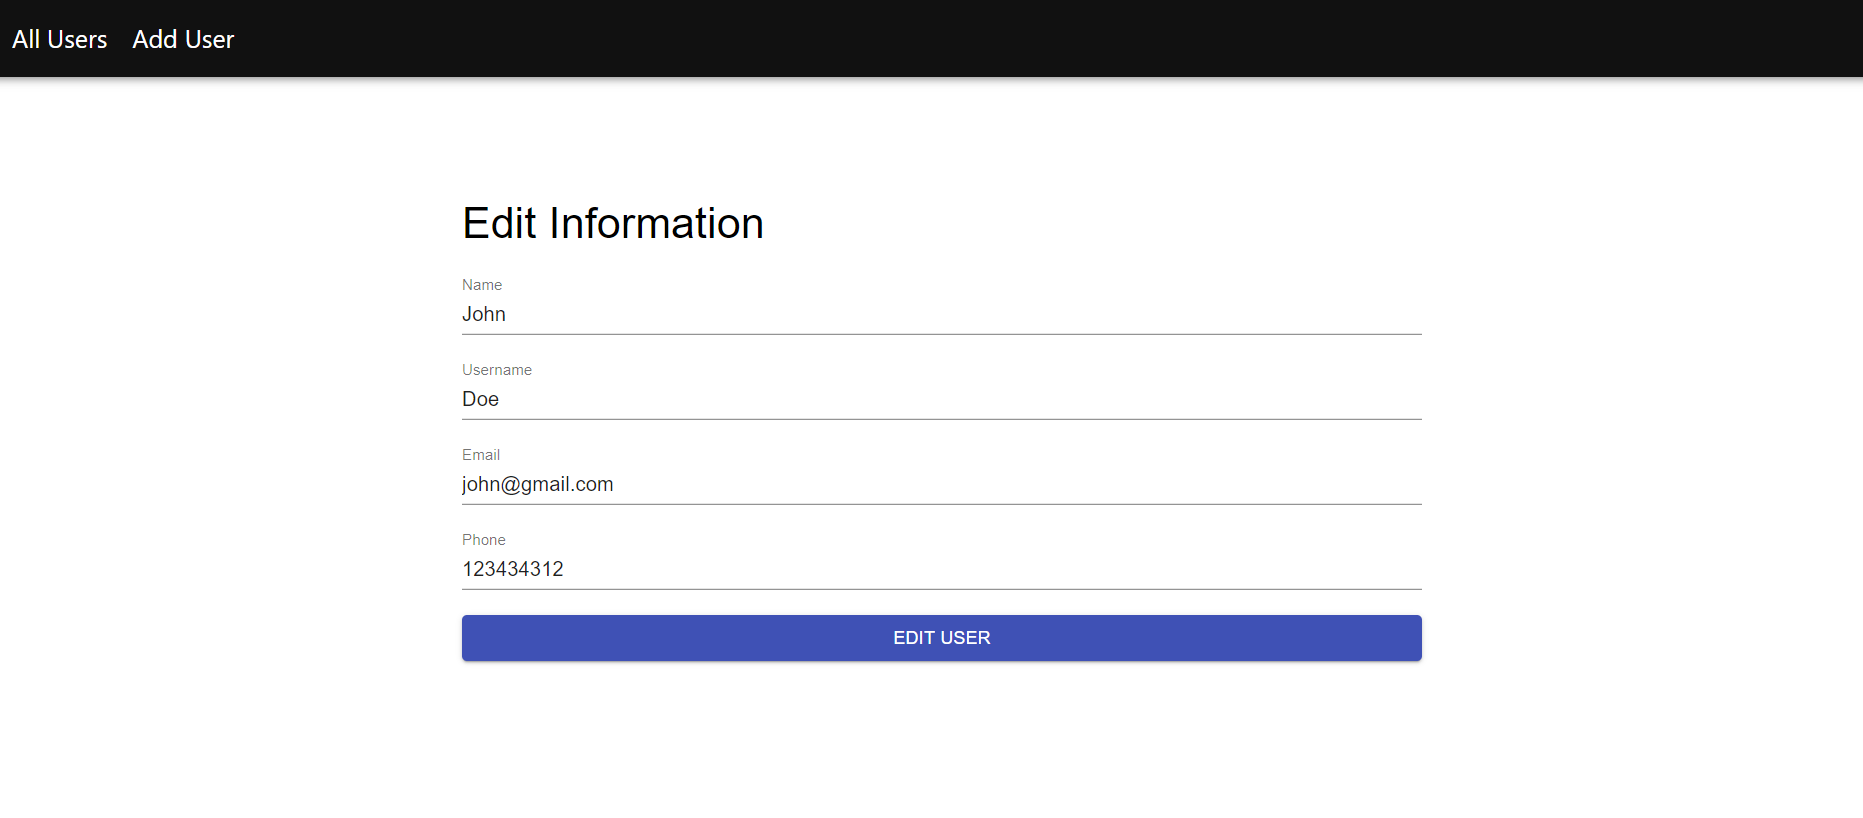 All Users Add User
Edit Information
Name
John
Username
Doe
Email
john@gmail.com
Phone
123434312
EDIT USER